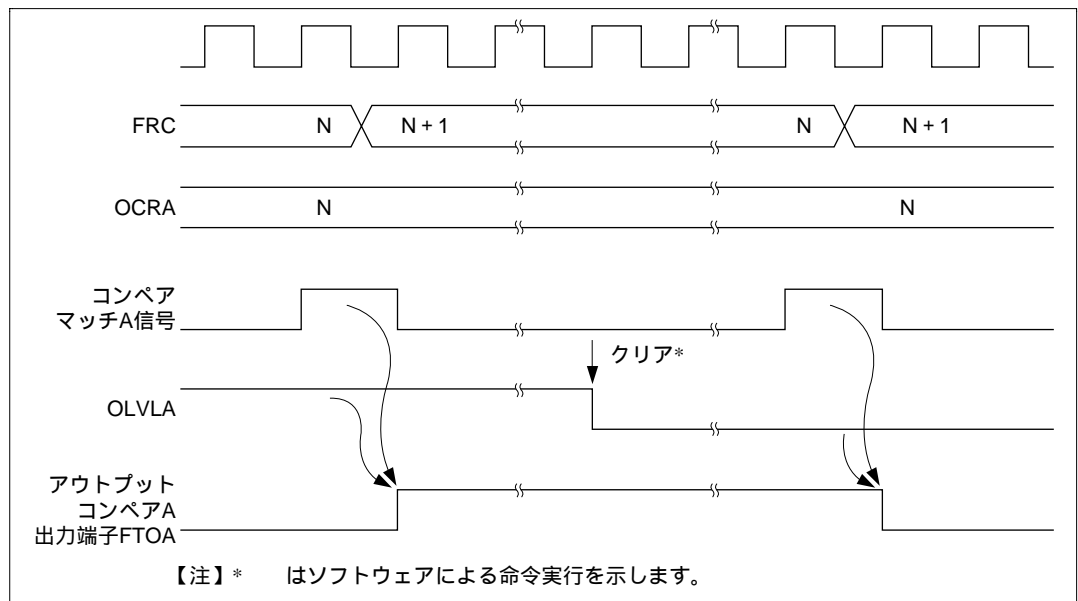 FRC N N + 1 N N + 1
OCRA N N
コンペア
マッチA信号
クリア*
OLVLA
アウトプット
コンペアA
出力端子FTOA
【注】* はソフトウェアによる命令実行を示します。